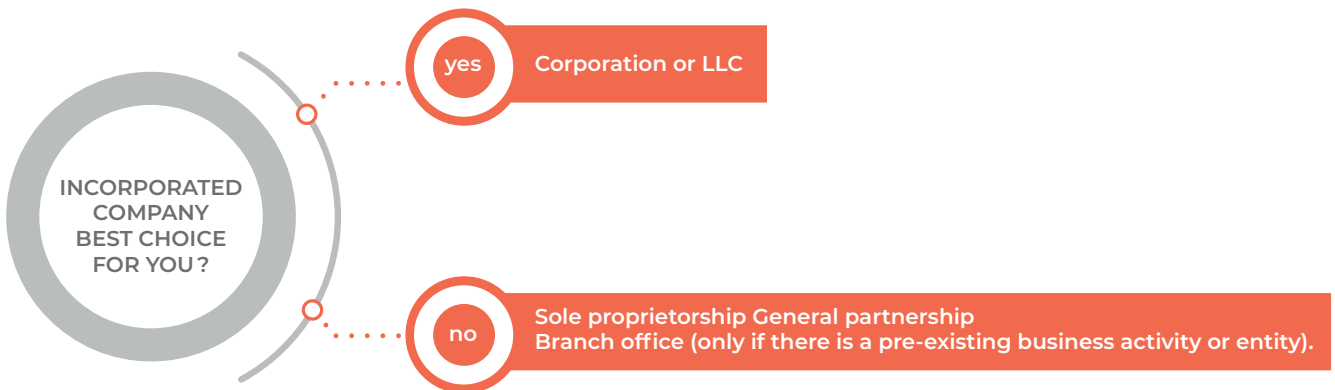 INCORPORATED
COMPANY
BEST CHOICE
FOR YOU?
yes
Corporation or LLC
no
Sole proprietorship General partnership
Branch office (only if there is a pre-existing business activity or entity).